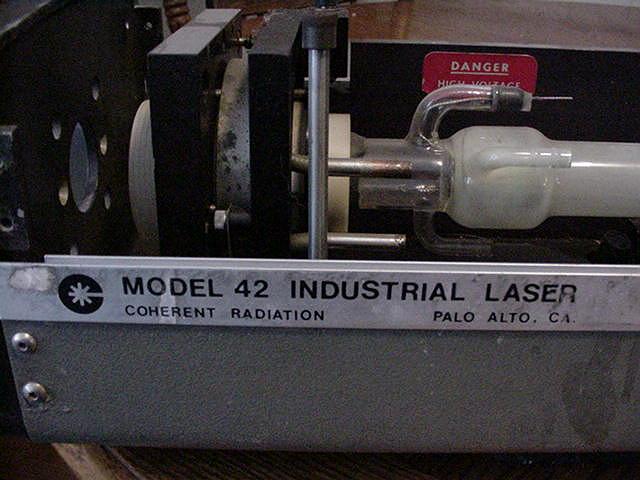 DANGER
HIGH VOLTAGE
MODEL 42 INDUSTRIAL LASER
COHERENT RADIATION
PALO ALTO, CA.